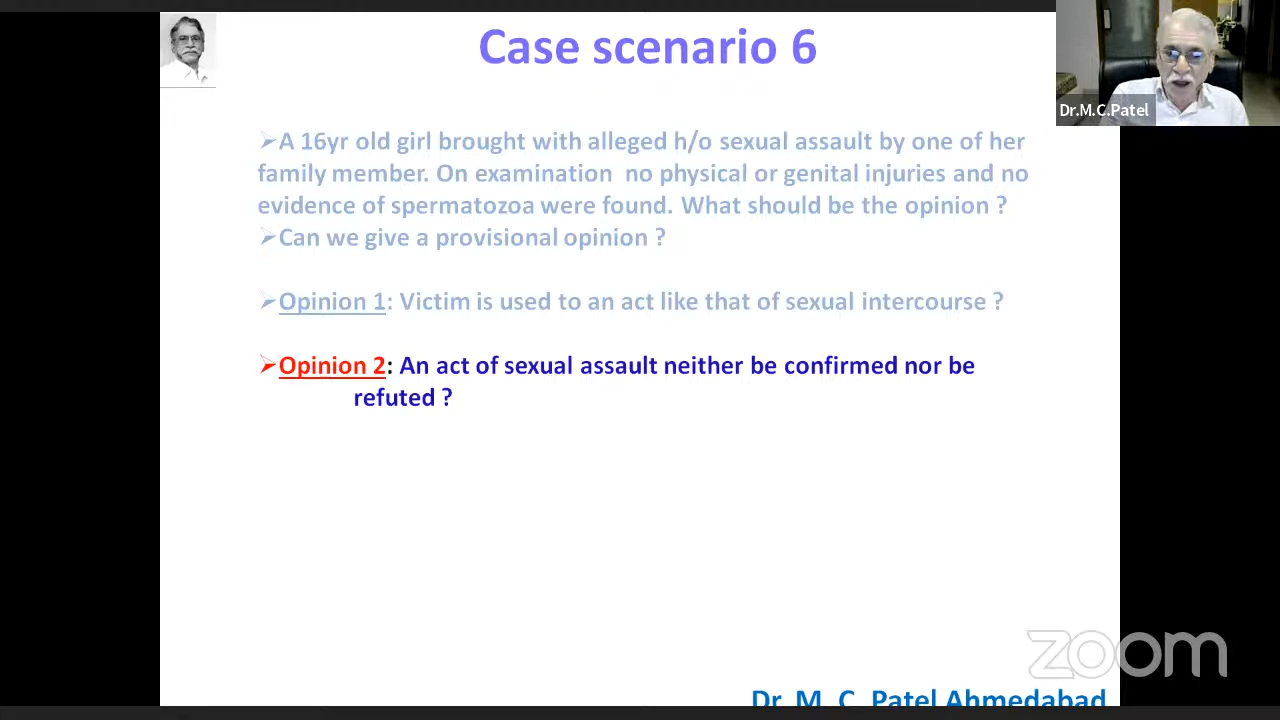 Case scenario 6
Dr.M.C.Patel
➢A 16yr old girl brought with alleged h/o sexual assault by one of her
family member. On examination no physical or genital injuries and no
evidence of spermatozoa were found. What should be the opinion ?
➢Can we give a provisional opinion ?
➢Opinion 1: Victim is used to an act like that of sexual intercourse ?
➢Opinion 2: An act of sexual assault neither be confirmed nor be
refuted ?
zoom
Dr. M. C. Patel Ahmedabad